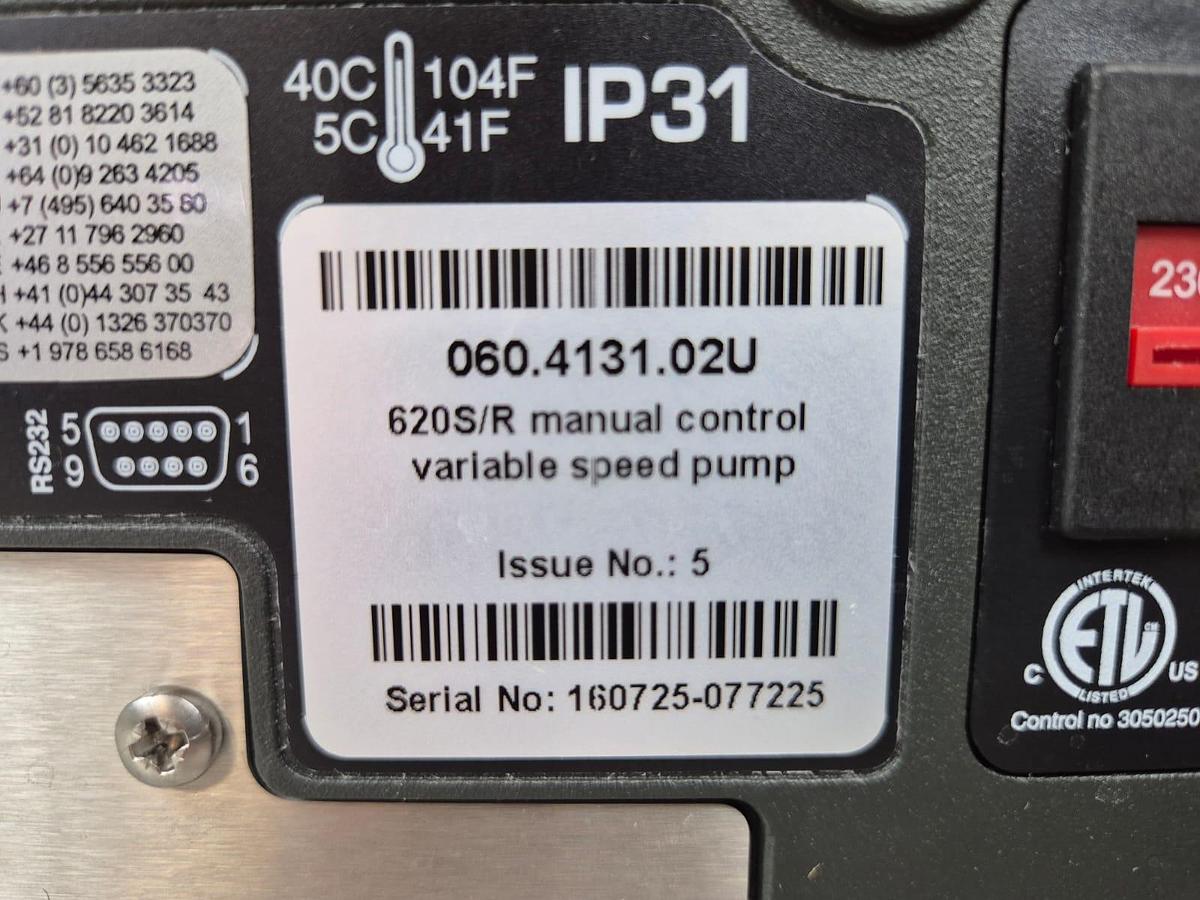 40C 104F
5C 41F
IP31
+60 (3) 5635 3323
+52 81 8220 3614
+31 (0) 10 462 1688
+64 (0)9 263 4205
+7 (495) 640 35 80
+27 11 796 2960
+46 8 556 556 00
+41 (0)44 307 35 43
+44 (0) 1326 370370
+1 978 658 6168
RS232
5 1
9 6
060.4131.02U
620S/R manual control
variable speed pump
Issue No.: 5
Serial No: 160725-077225
INTERTEK
ETL CM
C US
LISTED
Control no 3050250